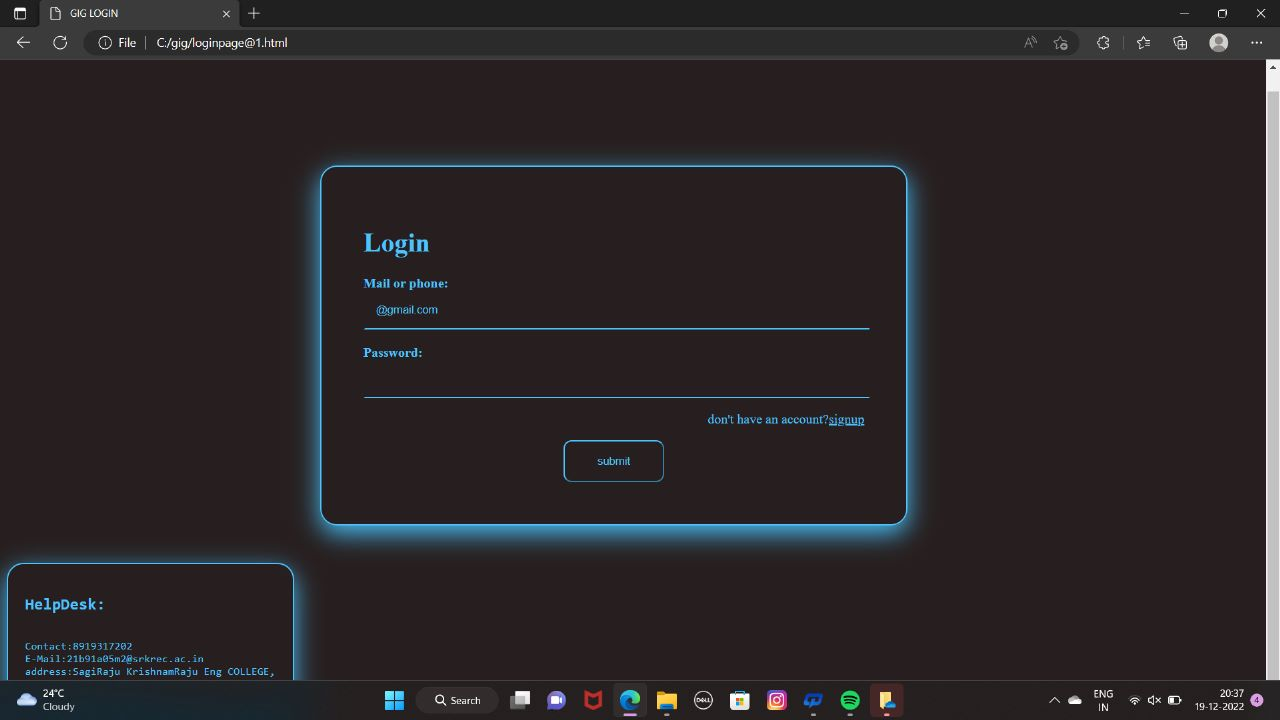 GIG LOGIN
File
C:/gig/loginpage@1.html
Login
Mail or phone:
@gmail.com
Password:
don't have an account?signup
submit
HelpDesk:
Contact:8919317202
E-Mail:21b91a05m2@srkrec.ac.in
address:SagiRaju KrishnamRaju Eng COLLEGE,
24°C
Cloudy
Search
DELL
ENG
IN
20:37
19-12-2022
4